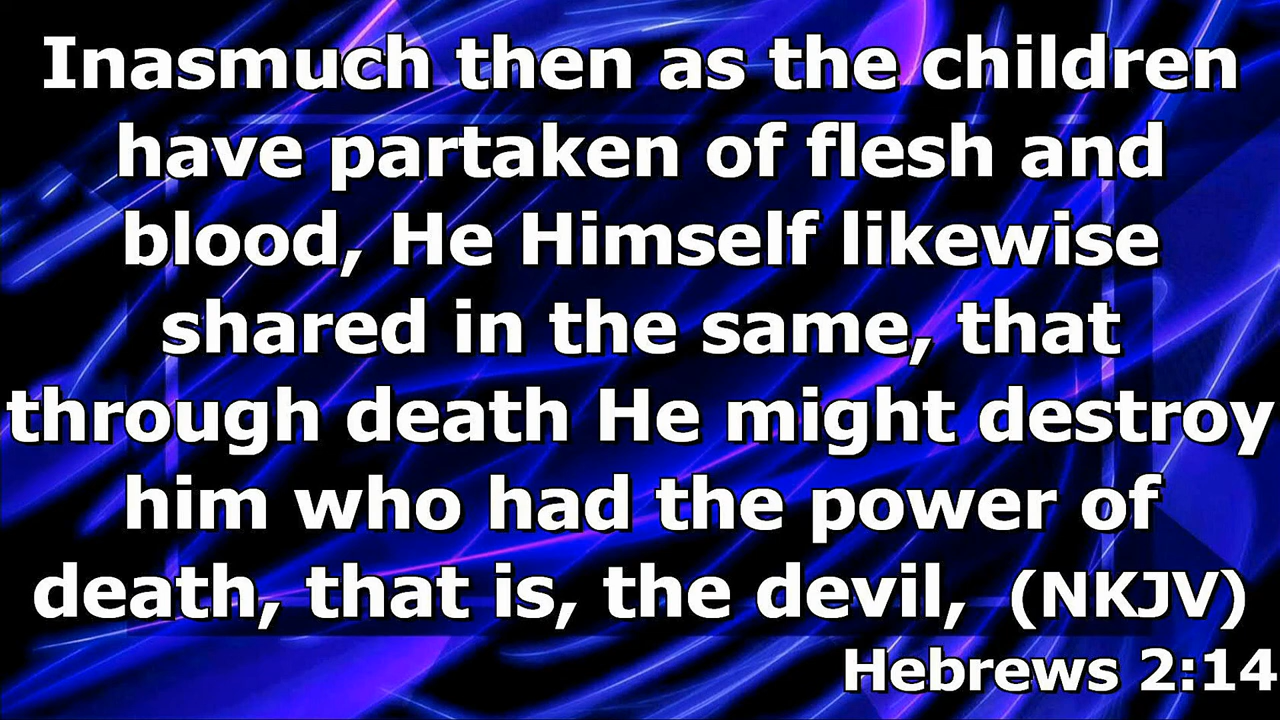 Inasmuch then as the children
have partaken of flesh and
blood, He Himself likewise
shared in the same, that
through death He might destroy
him who had the power of
death, that is, the devil, (NKJV)
Hebrews 2:14